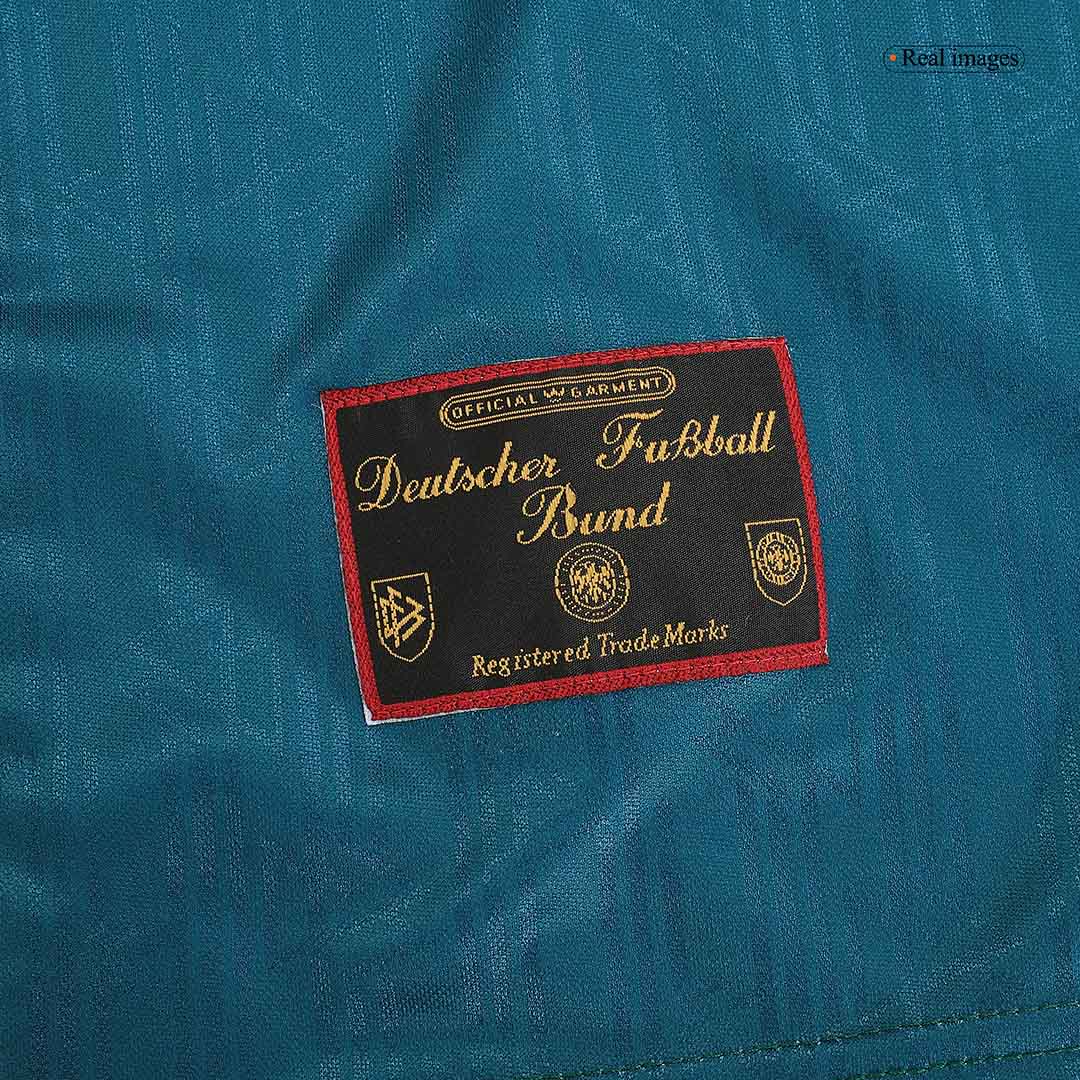 Real images
OFFICIAL GARMENT
Deutscher Fußball
Bund
Registered Trade Marks